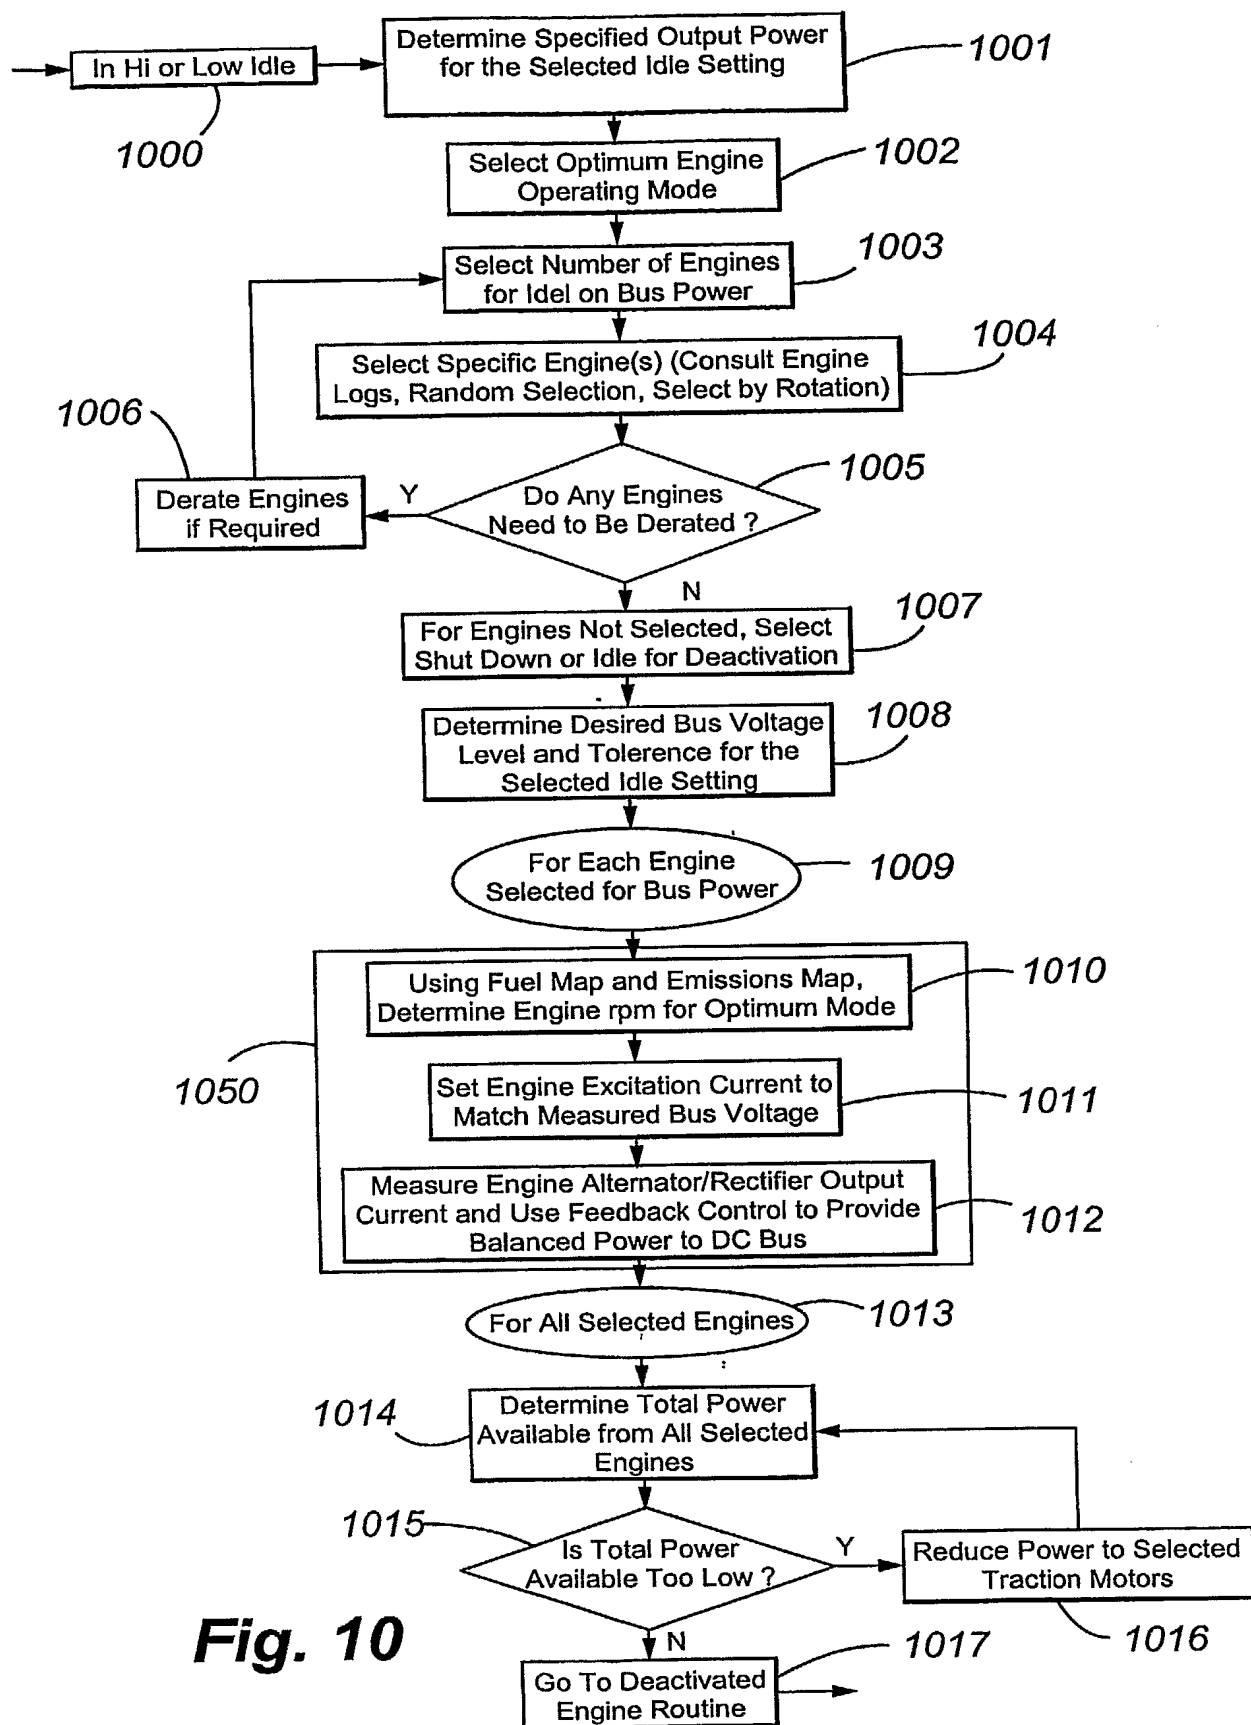 In Hi or Low Idle
1000
Determine Specified Output Power
for the Selected Idle Setting
1001
Select Optimum Engine
Operating Mode
1002
Select Number of Engines
for Idel on Bus Power
1003
Select Specific Engine(s) (Consult Engine
Logs, Random Selection, Select by Rotation)
1004
Do Any Engines
Need to Be Derated ?
1005
Y
Derate Engines
if Required
1006
N
For Engines Not Selected, Select
Shut Down or Idle for Deactivation
1007
Determine Desired Bus Voltage
Level and Tolerence for the
Selected Idle Setting
1008
For Each Engine
Selected for Bus Power
1009
1050
Using Fuel Map and Emissions Map,
Determine Engine rpm for Optimum Mode
1010
Set Engine Excitation Current to
Match Measured Bus Voltage
1011
Measure Engine Alternator/Rectifier Output
Current and Use Feedback Control to Provide
Balanced Power to DC Bus
1012
For All Selected Engines
1013
Determine Total Power
Available from All Selected
Engines
1014
Is Total Power
Available Too Low ?
1015
Y
Reduce Power to Selected
Traction Motors
1016
N
Go To Deactivated
Engine Routine
1017
Fig. 10